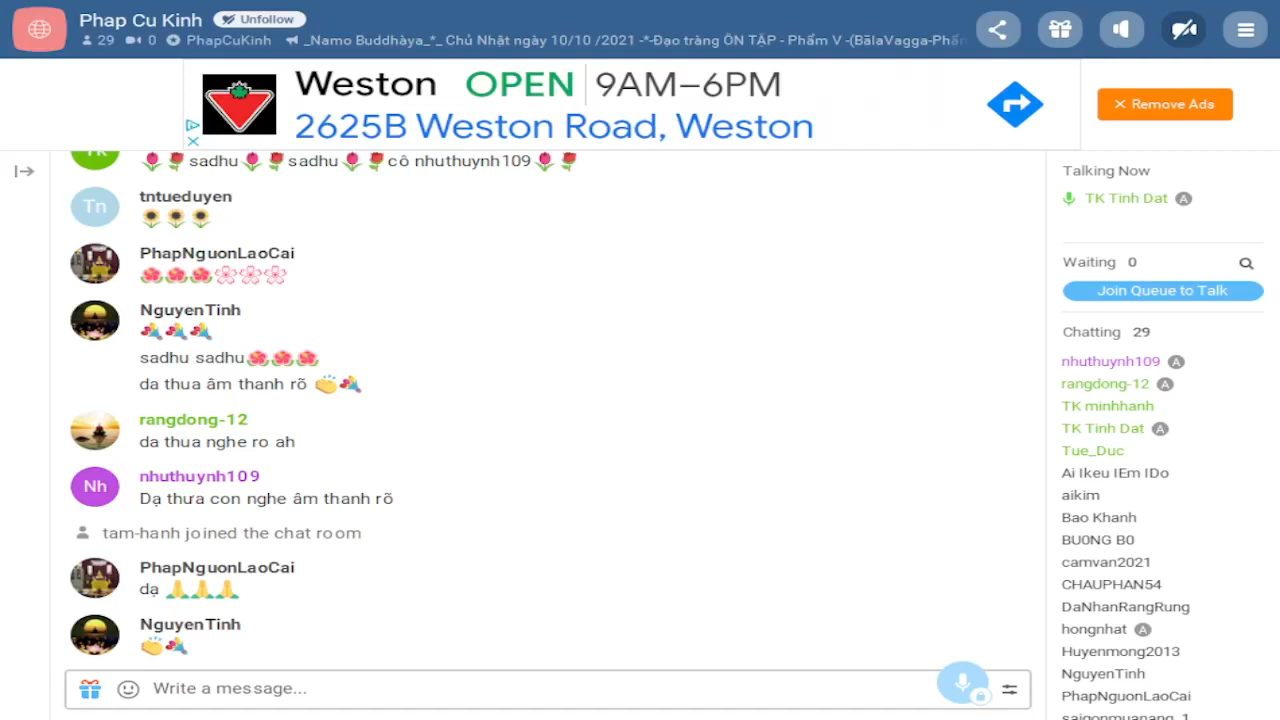 Phap Cu Kinh Unfollow
29 0 PhapCuKinh _Namo Buddhàya_*_ Chủ Nhật ngày 10/10 /2021 -*-Đạo tràng ÔN TẬP - Phẩm V -(BālaVagga-Phẩn
Weston OPEN 9AM–6PM
2625B Weston Road, Weston
Remove Ads
TK
sadhu sadhu cô nhuthuynh109
Tn
tntueduyen
PhapNguonLaoCai
NguyenTinh
sadhu sadhu
da thua âm thanh rõ
rangdong-12
da thua nghe ro ah
Nh
nhuthuynh109
Dạ thưa con nghe âm thanh rõ
tam-hanh joined the chat room
PhapNguonLaoCai
dạ
NguyenTinh
Write a message...
Talking Now
TK Tinh Dat A
Waiting 0
Join Queue to Talk
Chatting 29
nhuthuynh109 A
rangdong-12 A
TK minhhanh
TK Tinh Dat A
Tue_Duc
Ai Ikeu IEm IDo
aikim
Bao Khanh
BU0NG B0
camvan2021
CHAUPHAN54
DaNhanRangRung
hongnhat A
Huyenmong2013
NguyenTinh
PhapNguonLaoCai
saigonmuanang_1